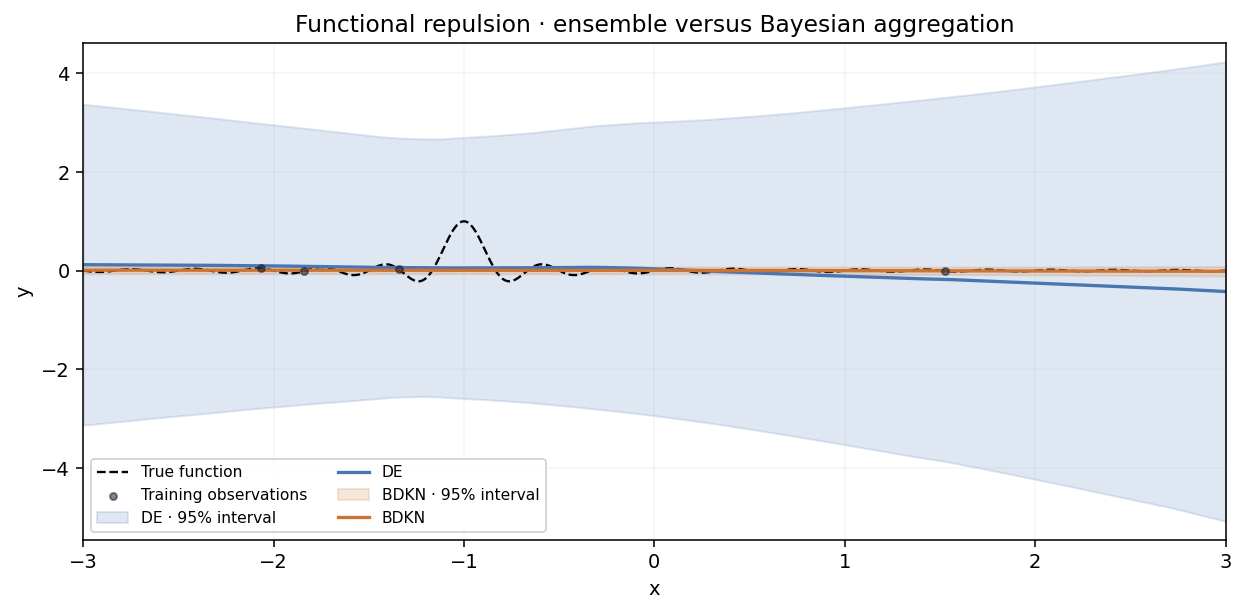 Functional repulsion · ensemble versus Bayesian aggregation
y
4
2
0
−2
−4
True function
Training observations
DE · 95% interval
DE
BDKN · 95% interval
BDKN
−3
−2
−1
0
1
2
3
x